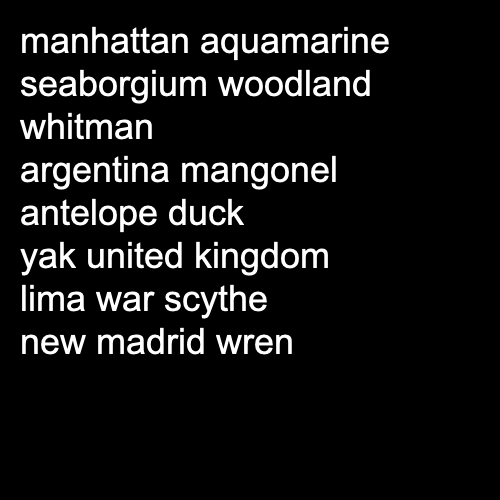 manhattan aquamarine
seaborgium woodland
whitman
argentina mangonel
antelope duck
yak united kingdom
lima war scythe
new madrid wren